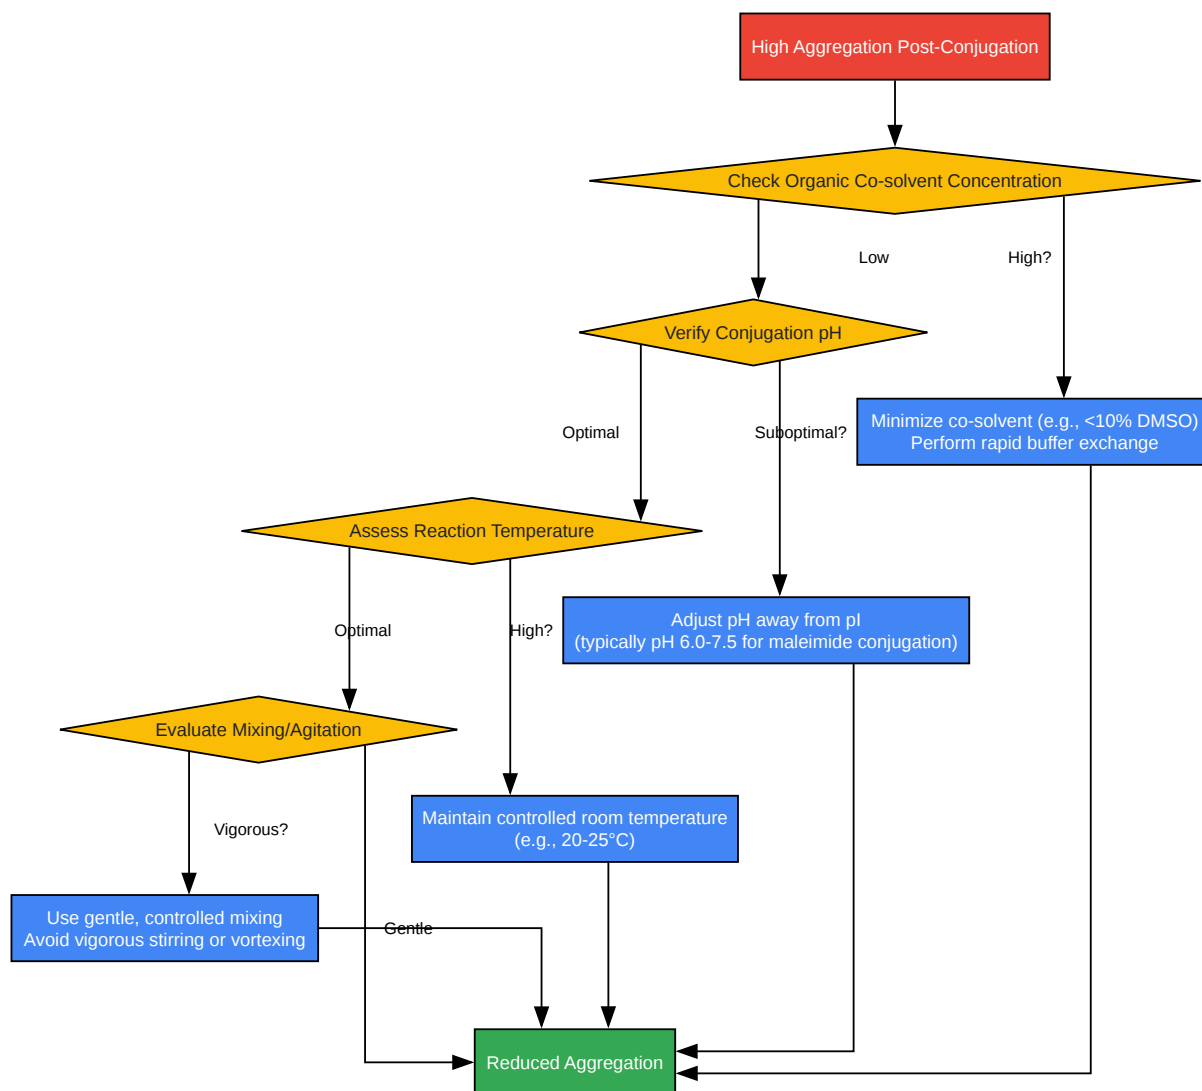 High Aggregation Post-Conjugation
Check Organic Co-solvent Concentration
Low
High?
Verify Conjugation pH
Minimize co-solvent (e.g., <10% DMSO)
Perform rapid buffer exchange
Optimal
Suboptimal?
Assess Reaction Temperature
Adjust pH away from pI
(typically pH 6.0-7.5 for maleimide conjugation)
Optimal
High?
Evaluate Mixing/Agitation
Maintain controlled room temperature
(e.g., 20-25°C)
Vigorous?
Use gentle, controlled mixing
Avoid vigorous stirring or vortexing
Gentle
Reduced Aggregation